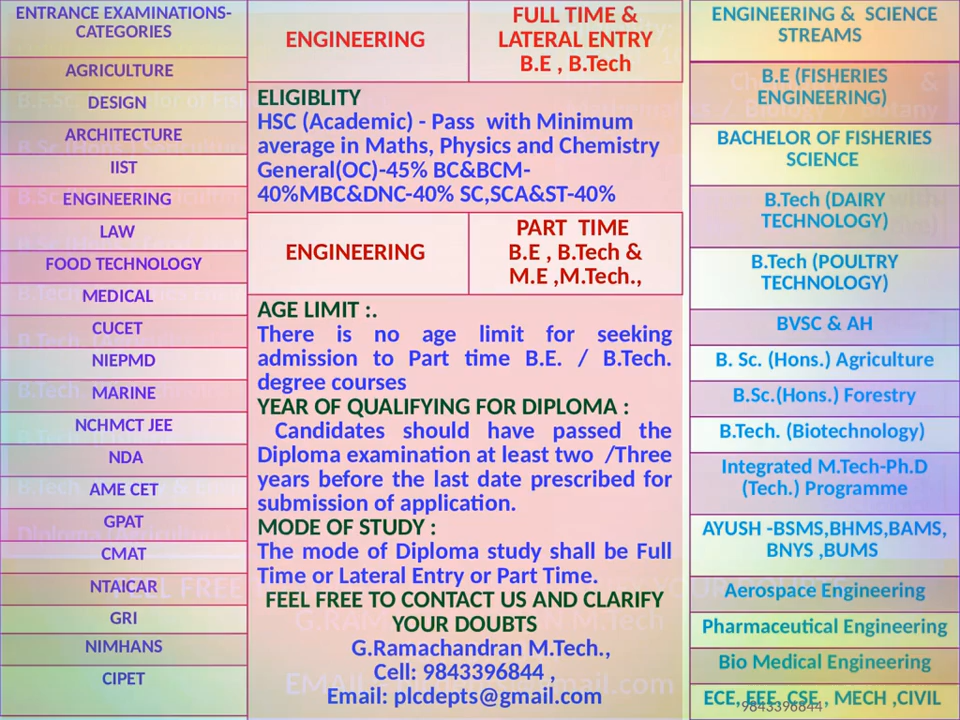 ENTRANCE EXAMINATIONS-
CATEGORIES
AGRICULTURE
DESIGN
ARCHITECTURE
IIST
ENGINEERING
LAW
FOOD TECHNOLOGY
MEDICAL
CUCET
NIEPMD
MARINE
NCHMCT JEE
NDA
AME CET
GPAT
CMAT
NTAICAR
GRI
NIMHANS
CIPET
ENGINEERING
FULL TIME &
LATERAL ENTRY
B.E , B.Tech
ELIGIBLITY
HSC (Academic) - Pass with Minimum
average in Maths, Physics and Chemistry
General(OC)-45% BC&BCM-
40%MBC&DNC-40% SC,SCA&ST-40%
ENGINEERING
PART TIME
B.E , B.Tech &
M.E ,M.Tech.,
AGE LIMIT :.
There is no age limit for seeking
admission to Part time B.E. / B.Tech.
degree courses
YEAR OF QUALIFYING FOR DIPLOMA :
Candidates should have passed the
Diploma examination at least two /Three
years before the last date prescribed for
submission of application.
MODE OF STUDY :
The mode of Diploma study shall be Full
Time or Lateral Entry or Part Time.
FEEL FREE TO CONTACT US AND CLARIFY
YOUR DOUBTS
G.Ramachandran M.Tech.,
Cell: 9843396844 ,
Email: plcdepts@gmail.com
ENGINEERING & SCIENCE
STREAMS
B.E (FISHERIES
ENGINEERING)
BACHELOR OF FISHERIES
SCIENCE
B.Tech (DAIRY
TECHNOLOGY)
B.Tech (POULTRY
TECHNOLOGY)
BVSC & AH
B. Sc. (Hons.) Agriculture
B.Sc.(Hons.) Forestry
B.Tech. (Biotechnology)
Integrated M.Tech-Ph.D
(Tech.) Programme
AYUSH -BSMS,BHMS,BAMS,
BNYS ,BUMS
Aerospace Engineering
Pharmaceutical Engineering
Bio Medical Engineering
ECE,EEE, CSE, , MECH ,CIVIL
9843396844